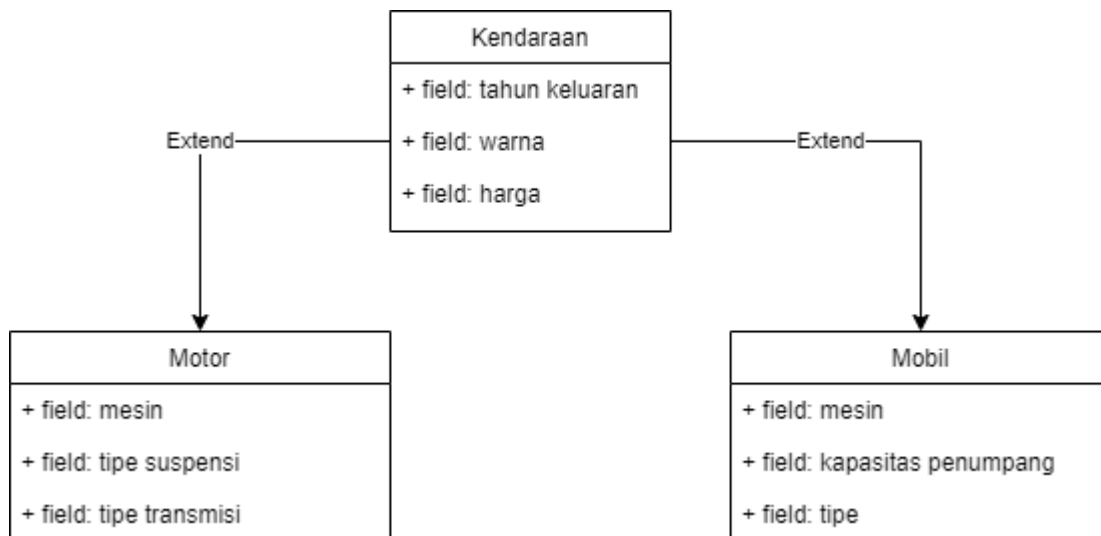 Kendaraan
+ field: tahun keluaran
+ field: warna
+ field: harga
Extend
Extend
Motor
+ field: mesin
+ field: tipe suspensi
+ field: tipe transmisi
Mobil
+ field: mesin
+ field: kapasitas penumpang
+ field: tipe